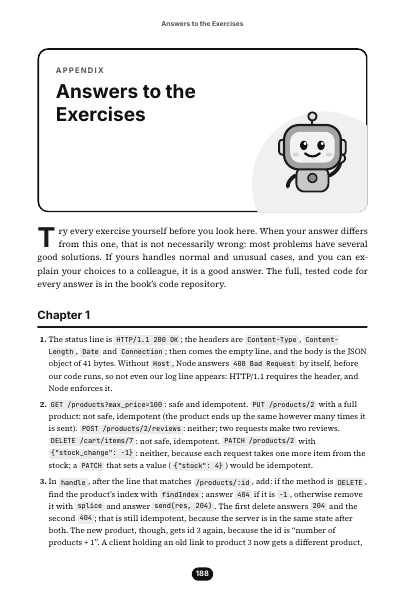 Answers to the Exercises
APPENDIX
Answers to the
Exercises
Try every exercise yourself before you look here. When your answer differs
from this one, that is not necessarily wrong: most problems have several
good solutions. If yours handles normal and unusual cases, and you can ex-
plain your choices to a colleague, it is a good answer. The full, tested code for
every answer is in the book's code repository.
Chapter 1
1. The status line is HTTP/1.1 200 OK; the headers are Content-Type, Content-
Length, Date and Connection; then comes the empty line, and the body is the JSON
object of 41 bytes. Without Host, Node answers 400 Bad Request by itself, before
our code runs, so not even our log line appears: HTTP/1.1 requires the header, and
Node enforces it.
2. GET /products?max_price=100: safe and idempotent. PUT /products/2 with a full
product: not safe, idempotent (the product ends up the same however many times it
is sent). POST /products/2/reviews: neither; two requests make two reviews.
DELETE /cart/items/7: not safe, idempotent. PATCH /products/2 with
{"stock_change": -1}: neither, because each request takes one more item from the
stock; a PATCH that sets a value ({"stock": 4}) would be idempotent.
3. In handle, after the line that matches /products/:id, add: if the method is DELETE,
find the product's index with findIndex; answer 404 if it is -1, otherwise remove
it with splice and answer send(res, 204). The first delete answers 204 and the
second 404; that is still idempotent, because the server is in the same state after
both. The new product, though, gets id 3 again, because the id is "number of
products + 1". A client holding an old link to product 3 now gets a different product,
188